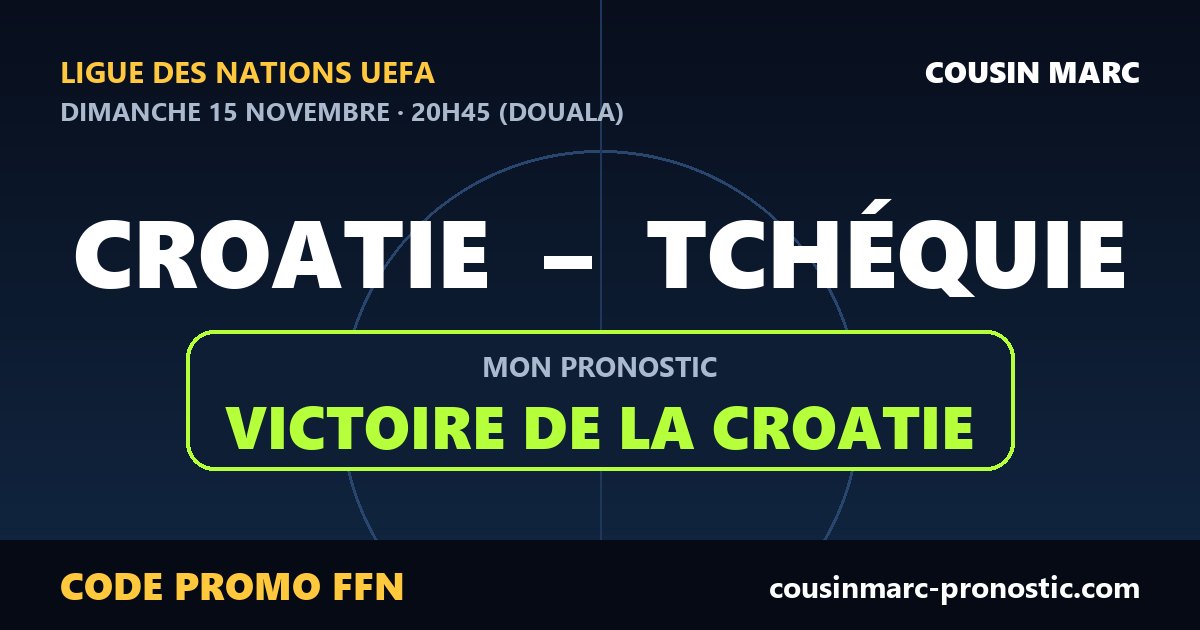 LIGUE DES NATIONS UEFA
COUSIN MARC
DIMANCHE 15 NOVEMBRE · 20H45 (DOUALA)
CROATIE – TCHÉQUIE
MON PRONOSTIC
VICTOIRE DE LA CROATIE
CODE PROMO FFN
cousinmarc-pronostic.com